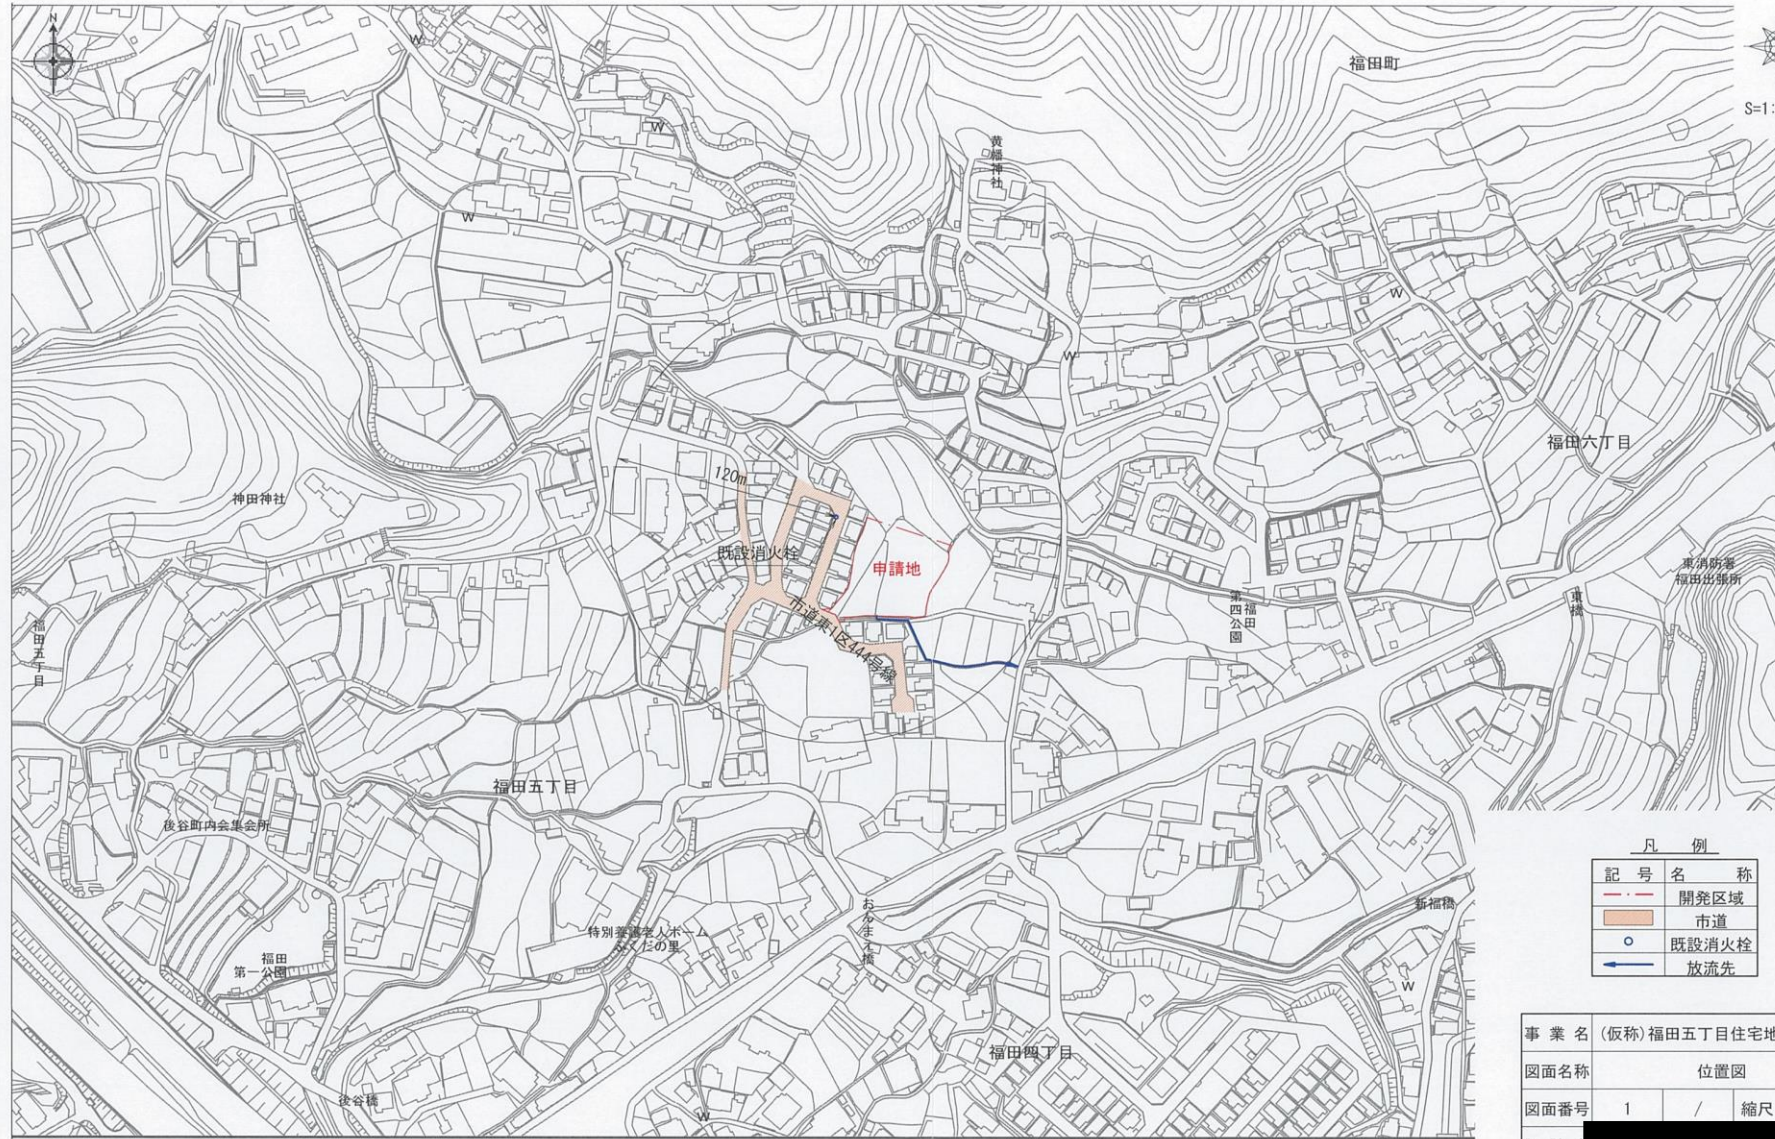 N
福田町
S=1:
W
黄幡神社
W
W
W
W
福田六丁目
神田神社
120m
既設消火栓
申請地
東消防署
福田出張所
東橋
福田
第四公園
市道東1区444号線
福田五丁目
福田五丁目
後谷町内会集会所
凡 例
記 号 名 称
開発区域
市道
既設消火栓
放流先
おんまえ橋
新福橋
特別養護老人ホーム
ふくだの里
福田
第一公園
W
事 業 名 (仮称)福田五丁目住宅地
図面名称 位置図
図面番号 1 / 縮尺
福田四丁目
後谷橋
W